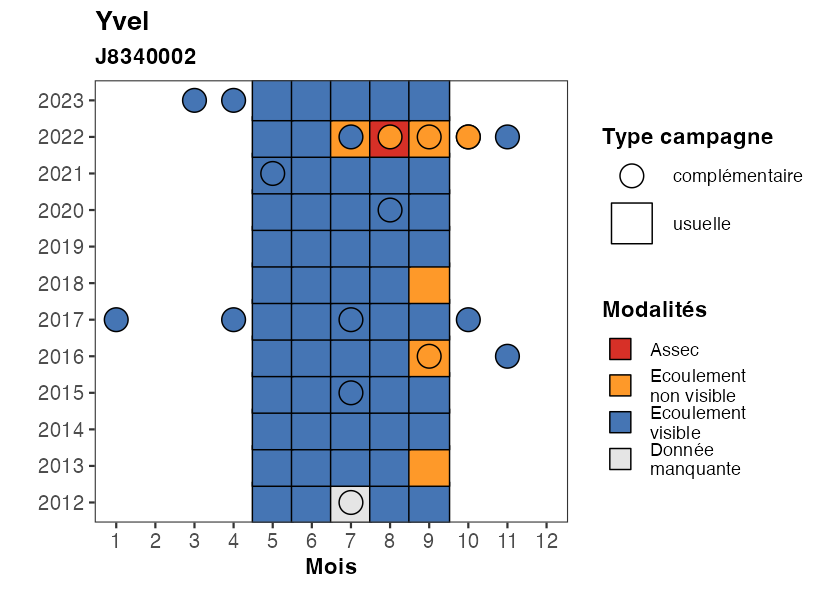 Yvel
J8340002
2023
2022
2021
2020
2019
2018
2017
2016
2015
2014
2013
2012
1 2 3 4 5 6 7 8 9 10 11 12
Mois
Type campagne
complémentaire
usuelle
Modalités
Assec
Ecoulement
non visible
Ecoulement
visible
Donnée
manquante